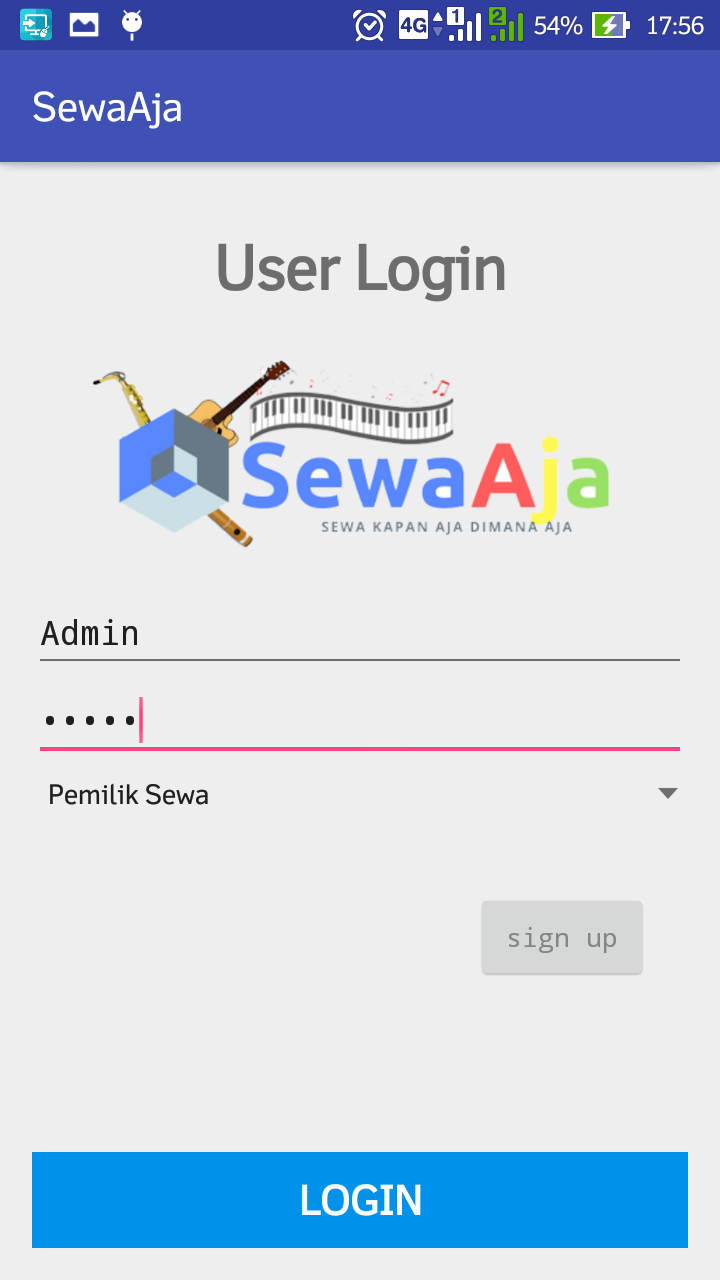 4G 1 2 54% 17:56
SewaAja
User Login
SewaAja
SEWA KAPAN AJA DIMANA AJA
Admin
•••••
Pemilik Sewa
sign up
LOGIN